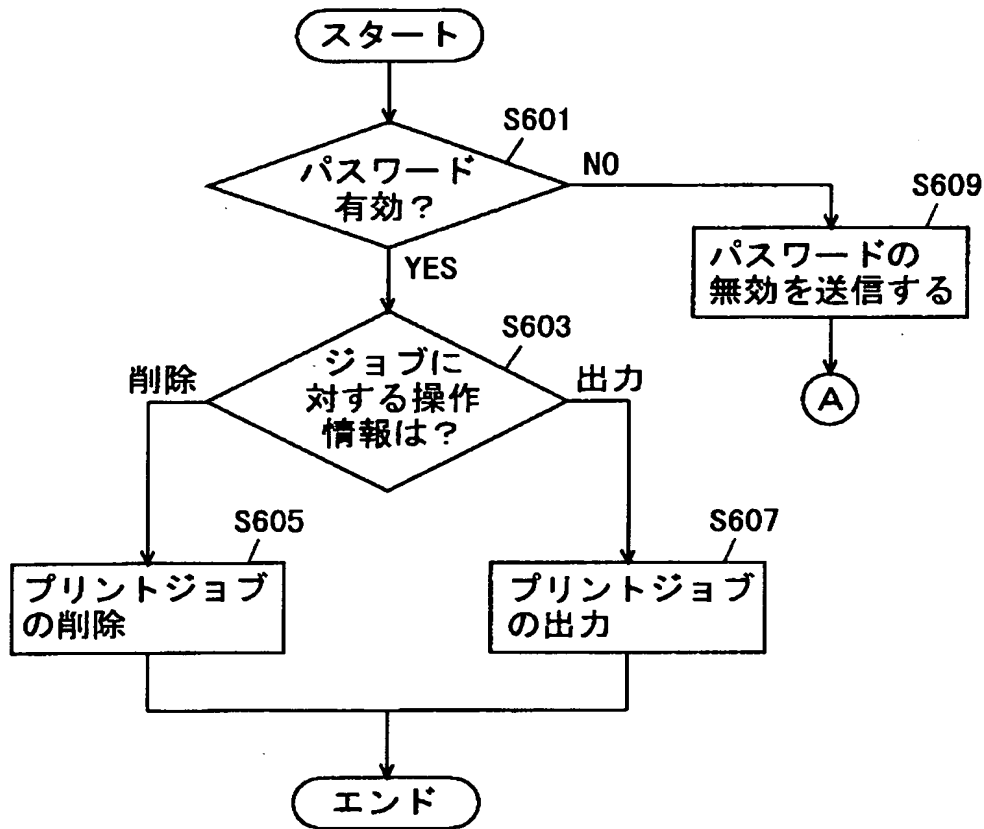 スタート
S601
パスワード
有効？
NO
YES
S609
パスワードの
無効を送信する
A
S603
ジョブに
対する操作
情報は？
削除
出力
S605
プリントジョブ
の削除
S607
プリントジョブ
の出力
エンド